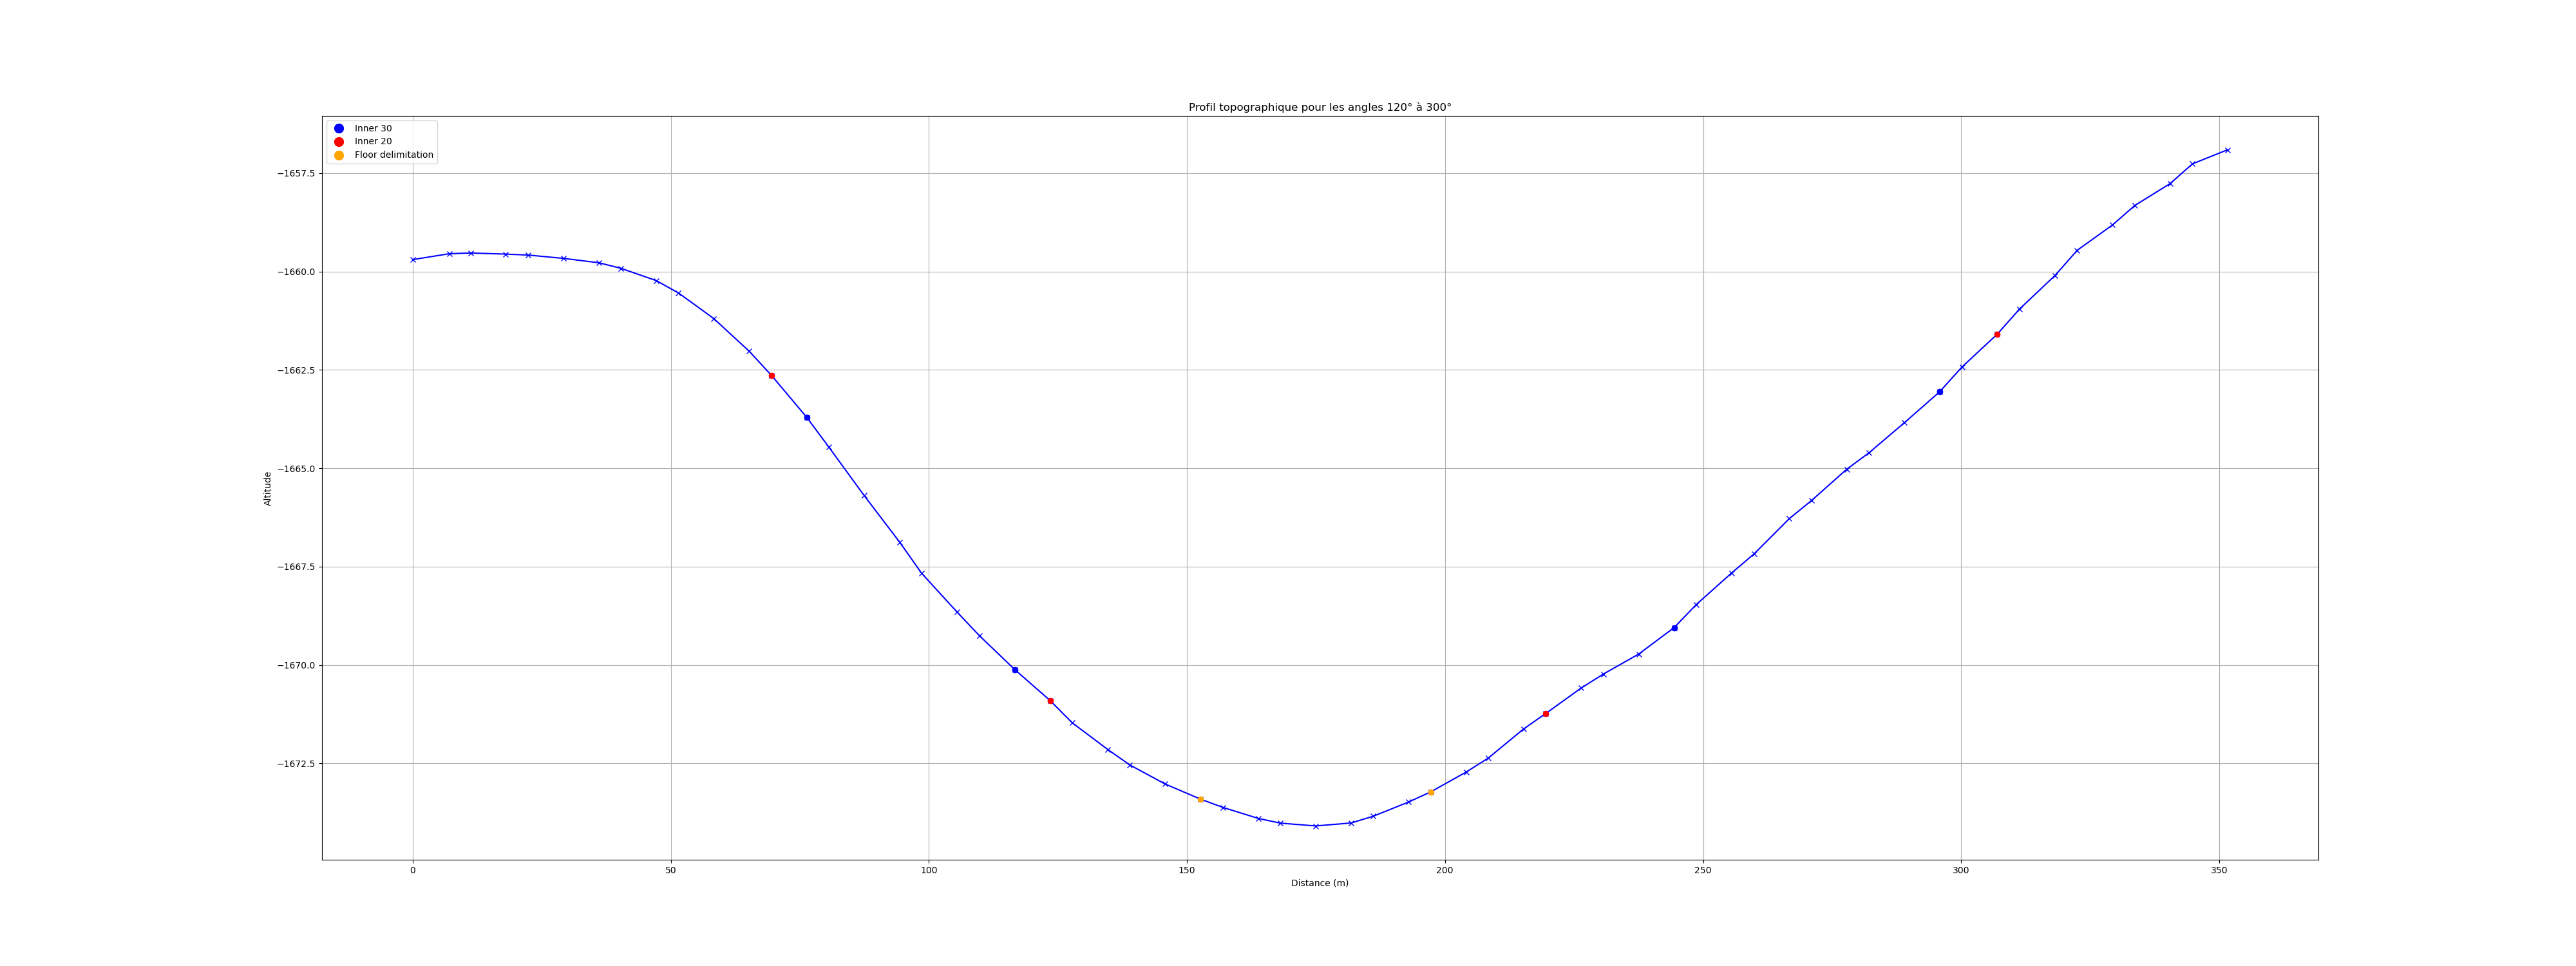 Profil topographique pour les angles 120° à 300°
Inner 30
Inner 20
Floor delimitation
−1657.5
−1660.0
−1662.5
−1665.0
−1667.5
−1670.0
−1672.5
Altitude
0 50 100 150 200 250 300 350
Distance (m)